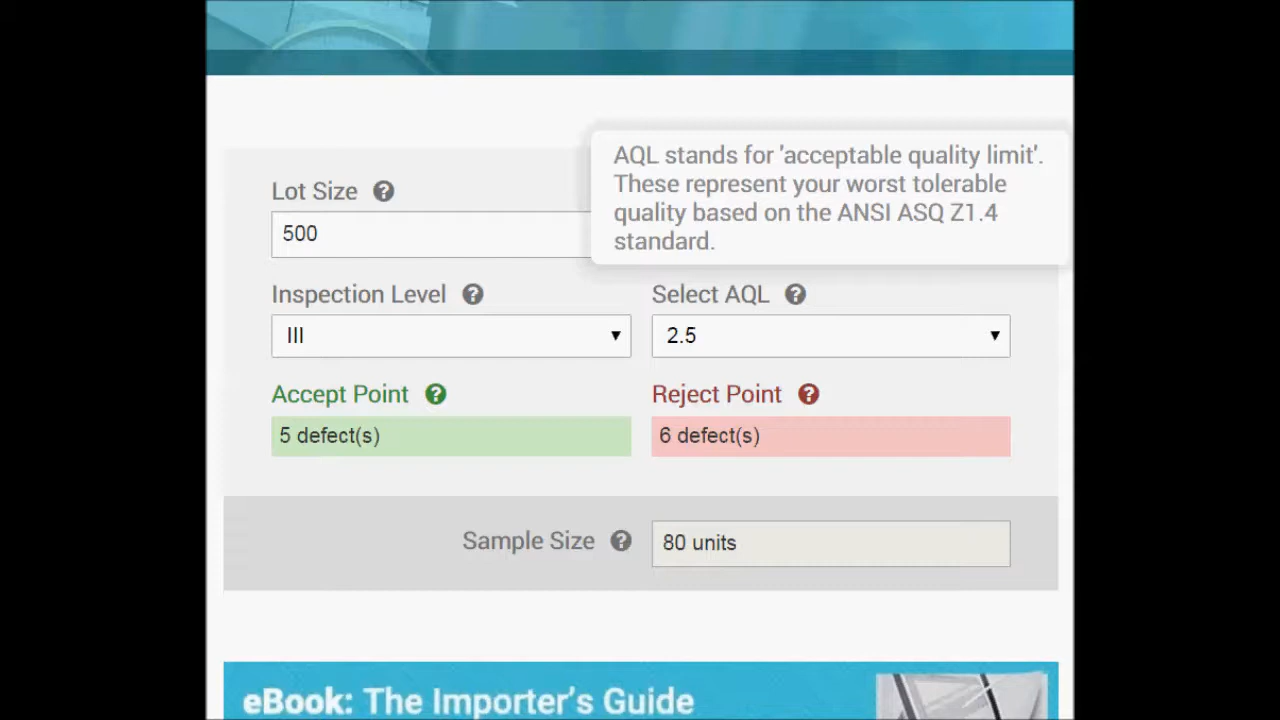 AQL stands for 'acceptable quality limit'.
These represent your worst tolerable
quality based on the ANSI ASQ Z1.4
standard.
Lot Size
500
Inspection Level
Select AQL
III
2.5
Accept Point
Reject Point
5 defect(s)
6 defect(s)
Sample Size
80 units
eBook: The Importer's Guide